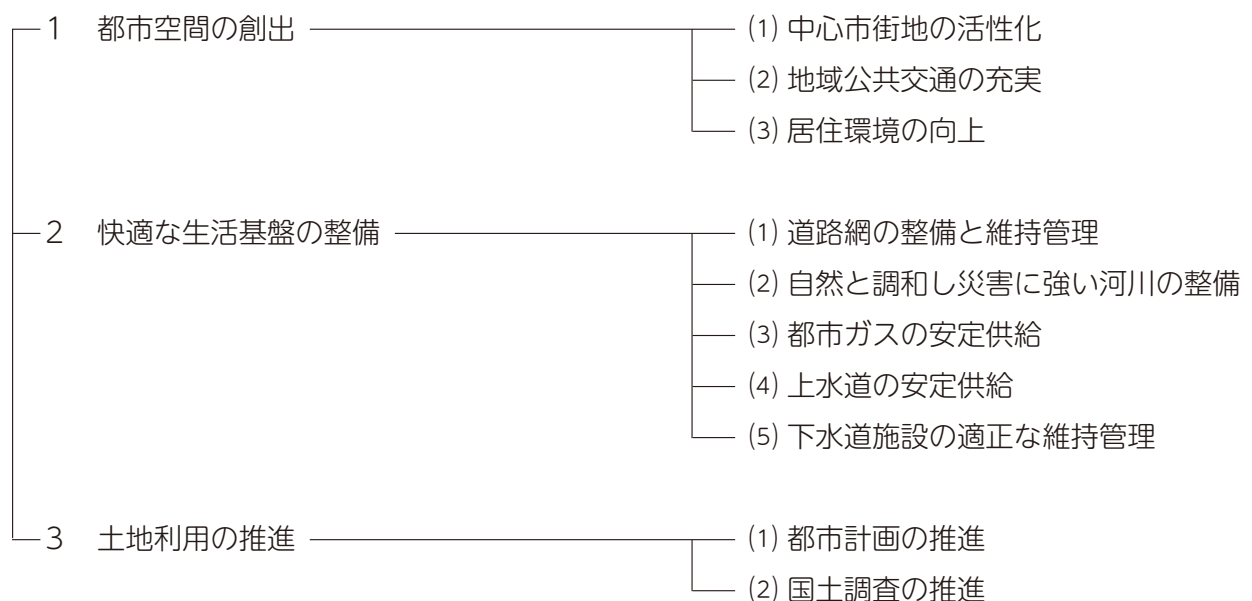 1 都市空間の創出
(1) 中心市街地の活性化
(2) 地域公共交通の充実
(3) 居住環境の向上
2 快適な生活基盤の整備
(1) 道路網の整備と維持管理
(2) 自然と調和し災害に強い河川の整備
(3) 都市ガスの安定供給
(4) 上水道の安定供給
(5) 下水道施設の適正な維持管理
3 土地利用の推進
(1) 都市計画の推進
(2) 国土調査の推進